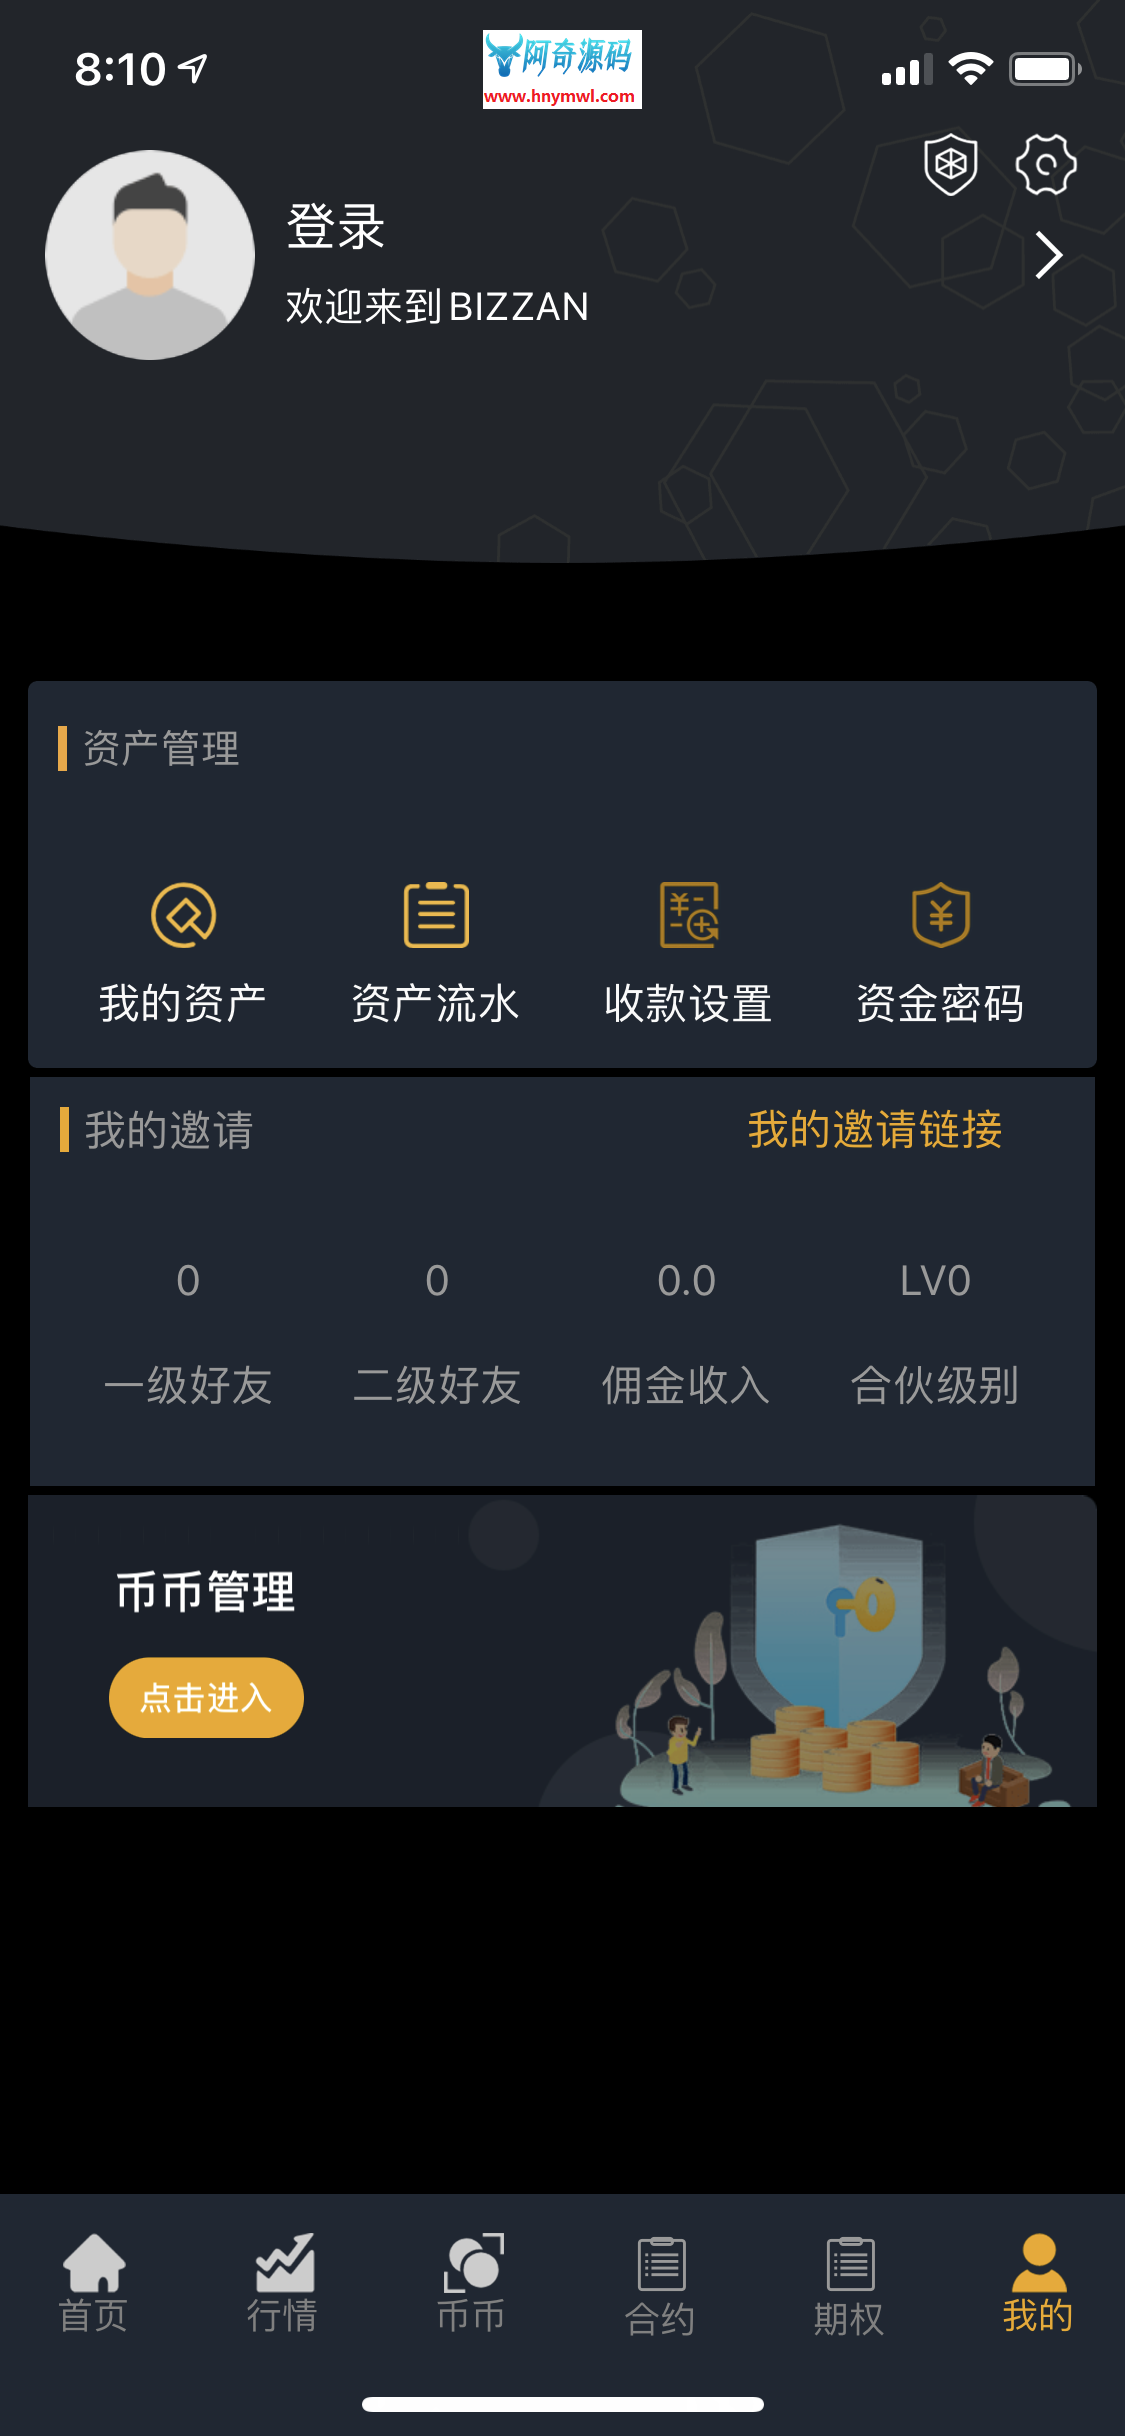 8:10
阿奇源码
www.hnymwl.com
登录
欢迎来到BIZZAN
资产管理
我的资产 资产流水 收款设置 资金密码
我的邀请 我的邀请链接
0 0 0.0 LV0
一级好友 二级好友 佣金收入 合伙级别
币币管理
点击进入
首页 行情 币币 合约 期权 我的